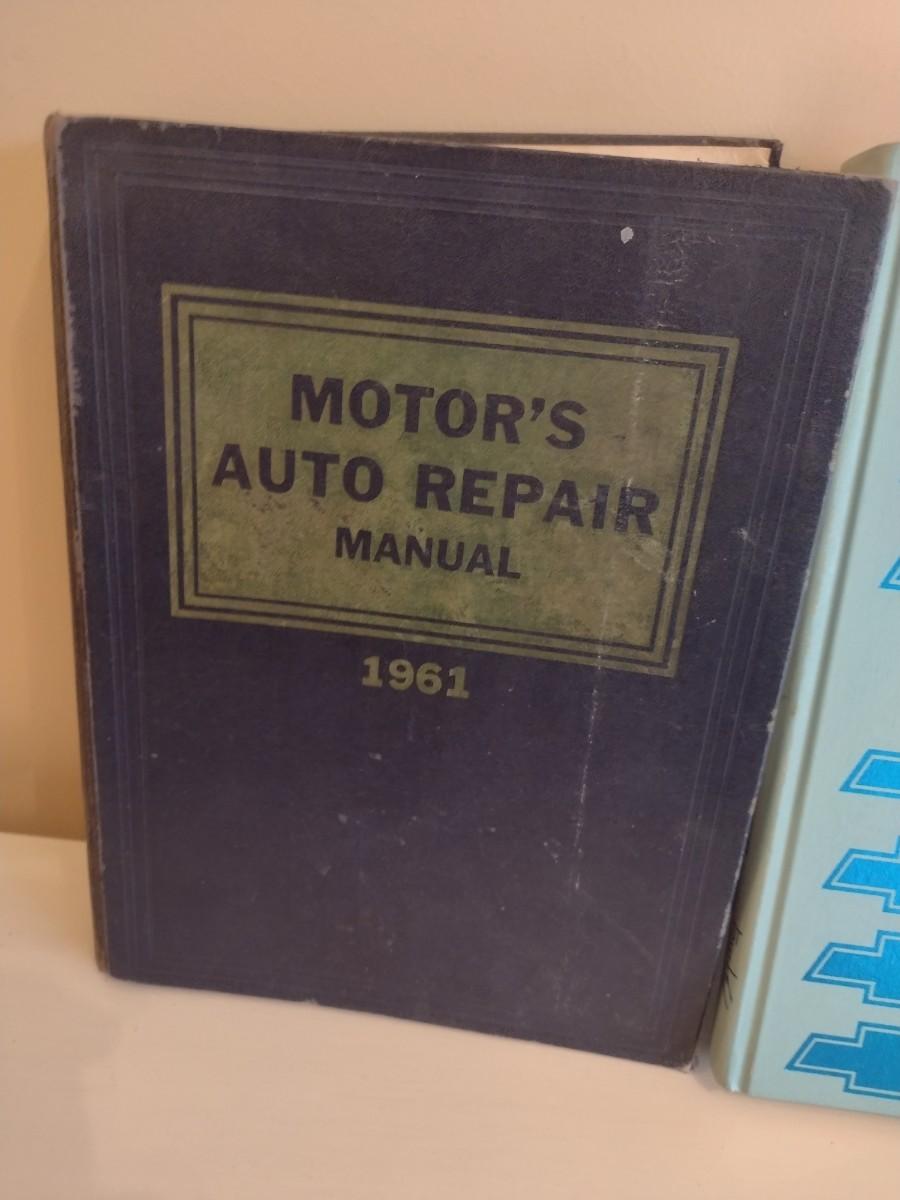 MOTOR'S
AUTO REPAIR
MANUAL
1961